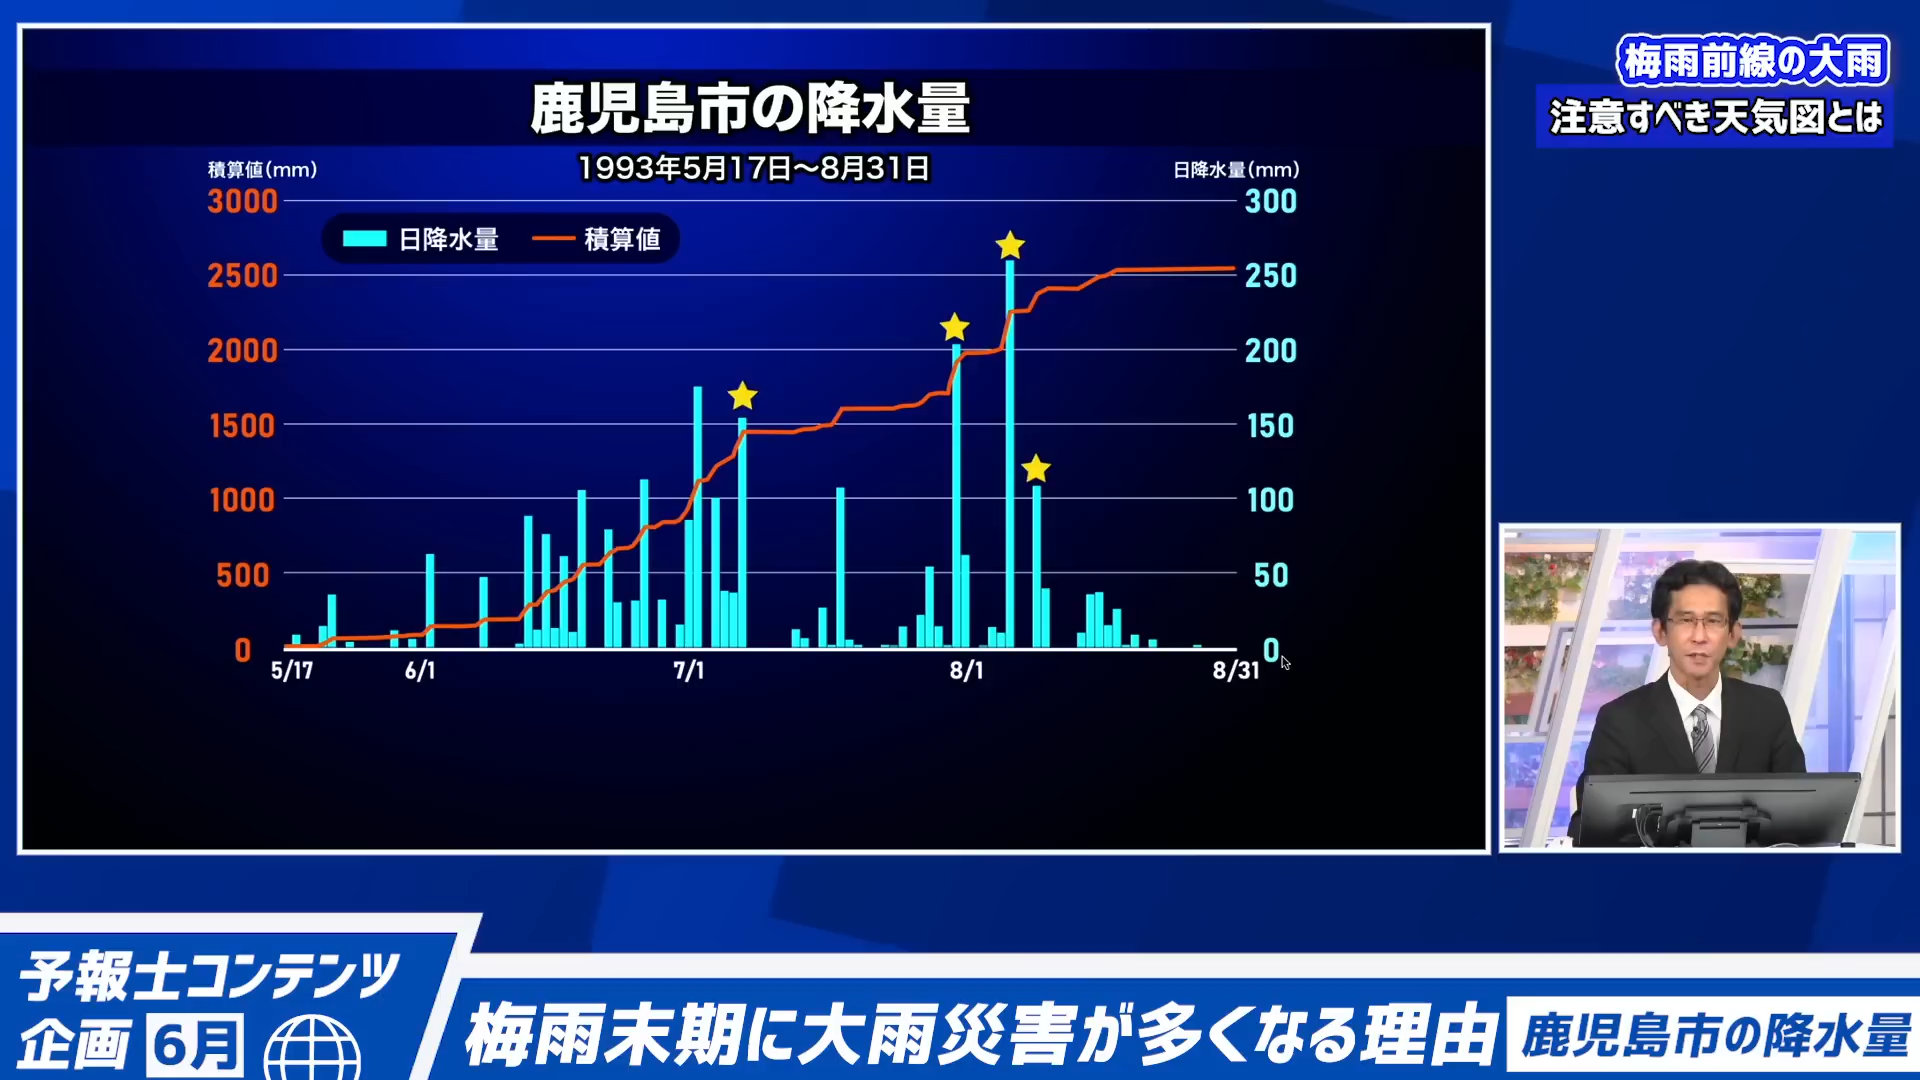 梅雨前線の大雨
注意すべき天気図とは
鹿児島市の降水量
1993年5月17日～8月31日
積算値(mm)
日降水量(mm)
日降水量 積算値
3000
2500
2000
1500
1000
500
0
300
250
200
150
100
50
0
5/17 6/1 7/1 8/1 8/31
予報士コンテンツ
企画 6月
梅雨末期に大雨災害が多くなる理由
鹿児島市の降水量